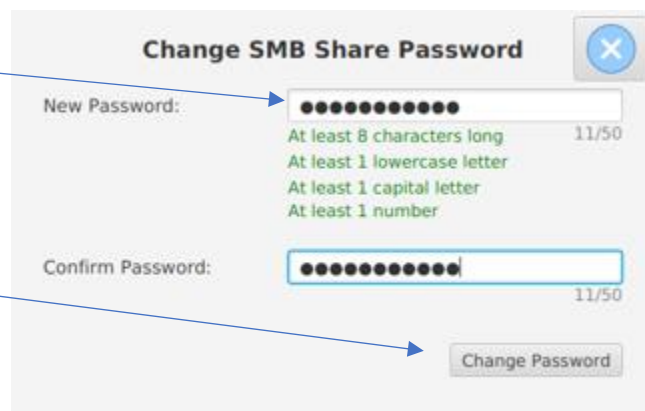 Change SMB Share Password
New Password: ●●●●●●●●●●●
At least 8 characters long 11/50
At least 1 lowercase letter
At least 1 capital letter
At least 1 number
Confirm Password: ●●●●●●●●●●●
11/50
Change Password